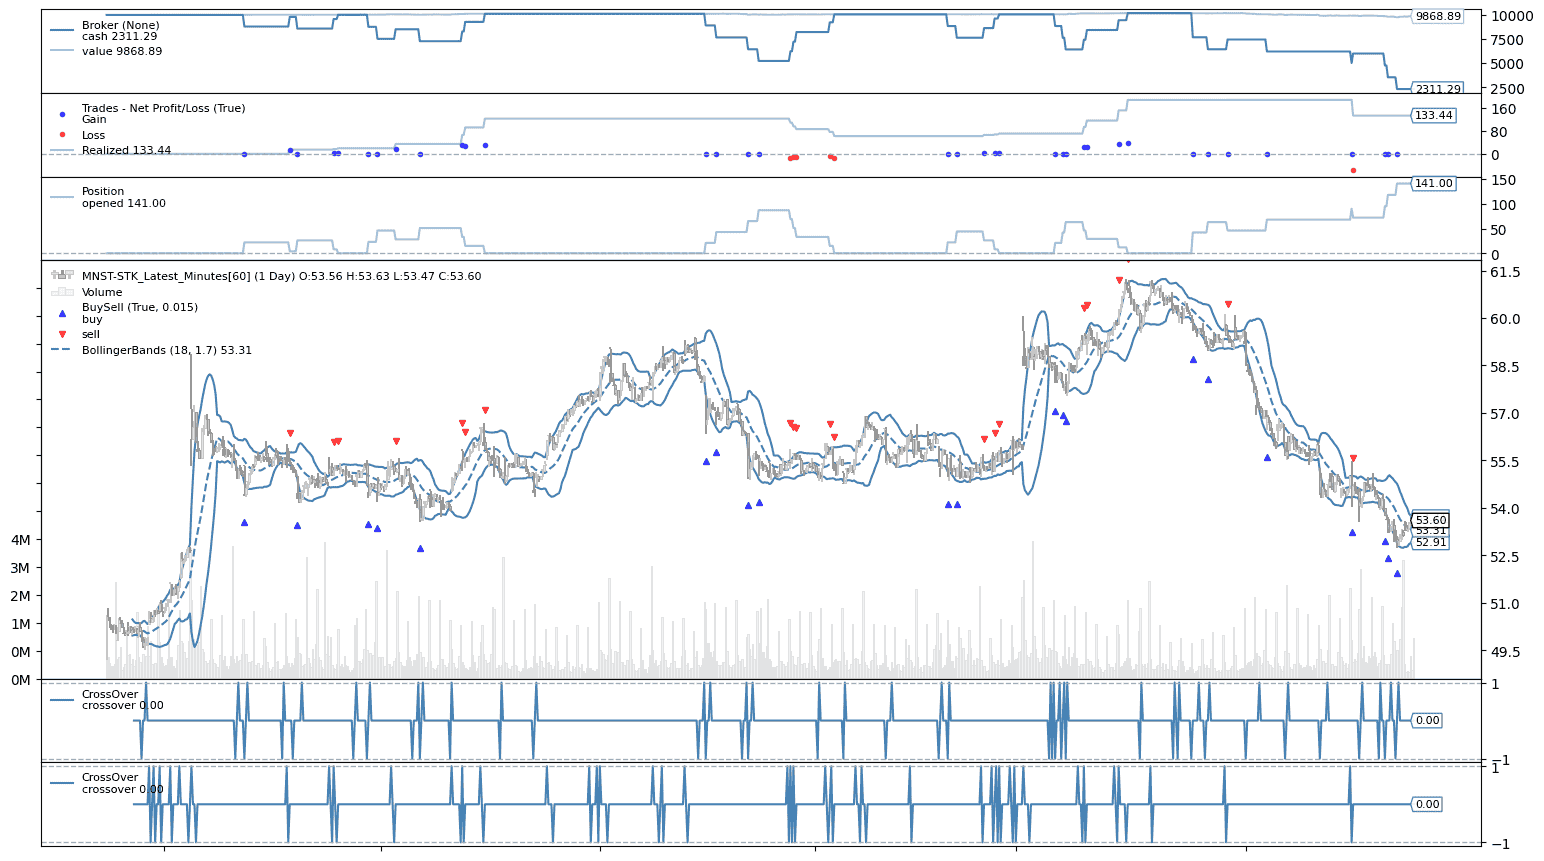 Broker (None)
cash 2311.29
value 9868.89
9868.89
10000
7500
5000
2500
2311.29
Trades - Net Profit/Loss (True)
Gain
Loss
Realized 133.44
160
133.44
80
0
Position
opened 141.00
150
141.00
100
50
0
MNST-STK_Latest_Minutes[60] (1 Day) O:53.56 H:53.63 L:53.47 C:53.60
Volume
BuySell (True, 0.015)
buy
sell
BollingerBands (18, 1.7) 53.31
61.5
60.0
58.5
57.0
55.5
54.0
53.60
53.31
52.91
52.5
51.0
49.5
4M
3M
2M
1M
0M
0M
CrossOver
crossover 0.00
1
0.00
−1
CrossOver
crossover 0.00
1
0.00
−1